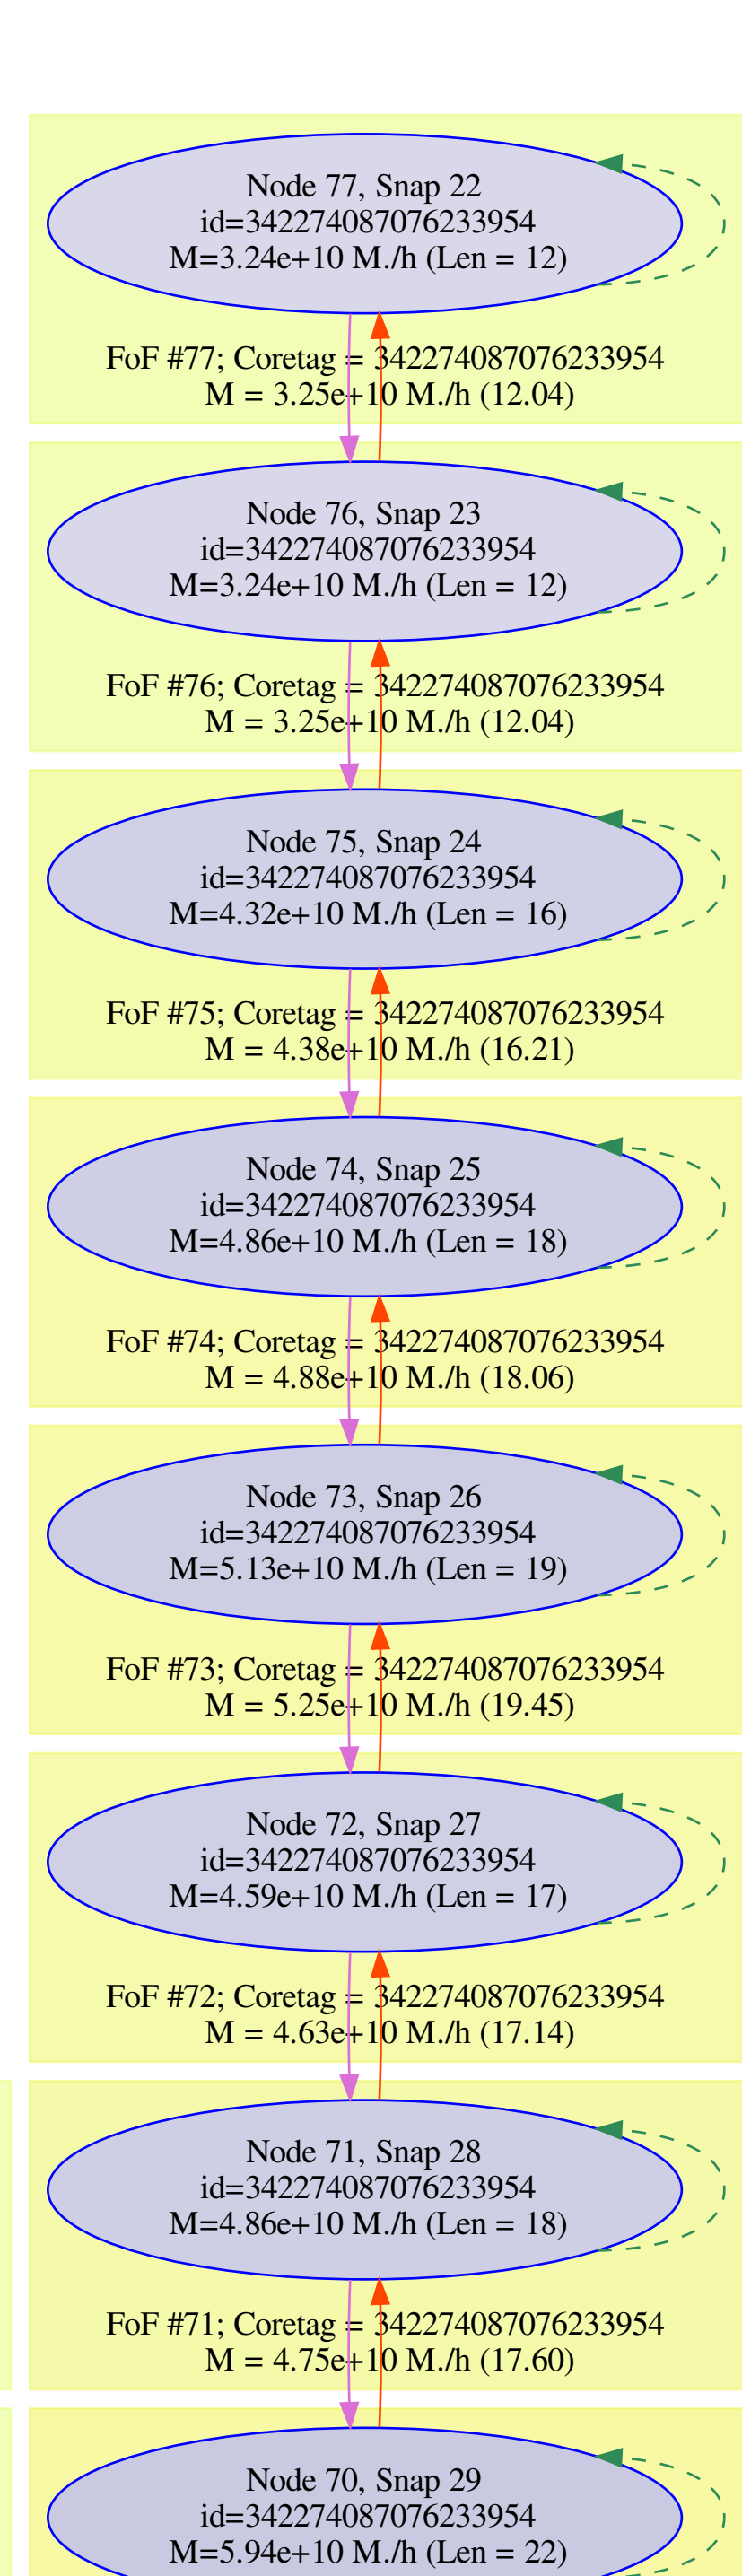 Node 77, Snap 22
id=342274087076233954
M=3.24e+10 M./h (Len = 12)
FoF #77; Coretag = 342274087076233954
M = 3.25e+10 M./h (12.04)
Node 76, Snap 23
id=342274087076233954
M=3.24e+10 M./h (Len = 12)
FoF #76; Coretag = 342274087076233954
M = 3.25e+10 M./h (12.04)
Node 75, Snap 24
id=342274087076233954
M=4.32e+10 M./h (Len = 16)
FoF #75; Coretag = 342274087076233954
M = 4.38e+10 M./h (16.21)
Node 74, Snap 25
id=342274087076233954
M=4.86e+10 M./h (Len = 18)
FoF #74; Coretag = 342274087076233954
M = 4.88e+10 M./h (18.06)
Node 73, Snap 26
id=342274087076233954
M=5.13e+10 M./h (Len = 19)
FoF #73; Coretag = 342274087076233954
M = 5.25e+10 M./h (19.45)
Node 72, Snap 27
id=342274087076233954
M=4.59e+10 M./h (Len = 17)
FoF #72; Coretag = 342274087076233954
M = 4.63e+10 M./h (17.14)
Node 71, Snap 28
id=342274087076233954
M=4.86e+10 M./h (Len = 18)
FoF #71; Coretag = 342274087076233954
M = 4.75e+10 M./h (17.60)
Node 70, Snap 29
id=342274087076233954
M=5.94e+10 M./h (Len = 22)